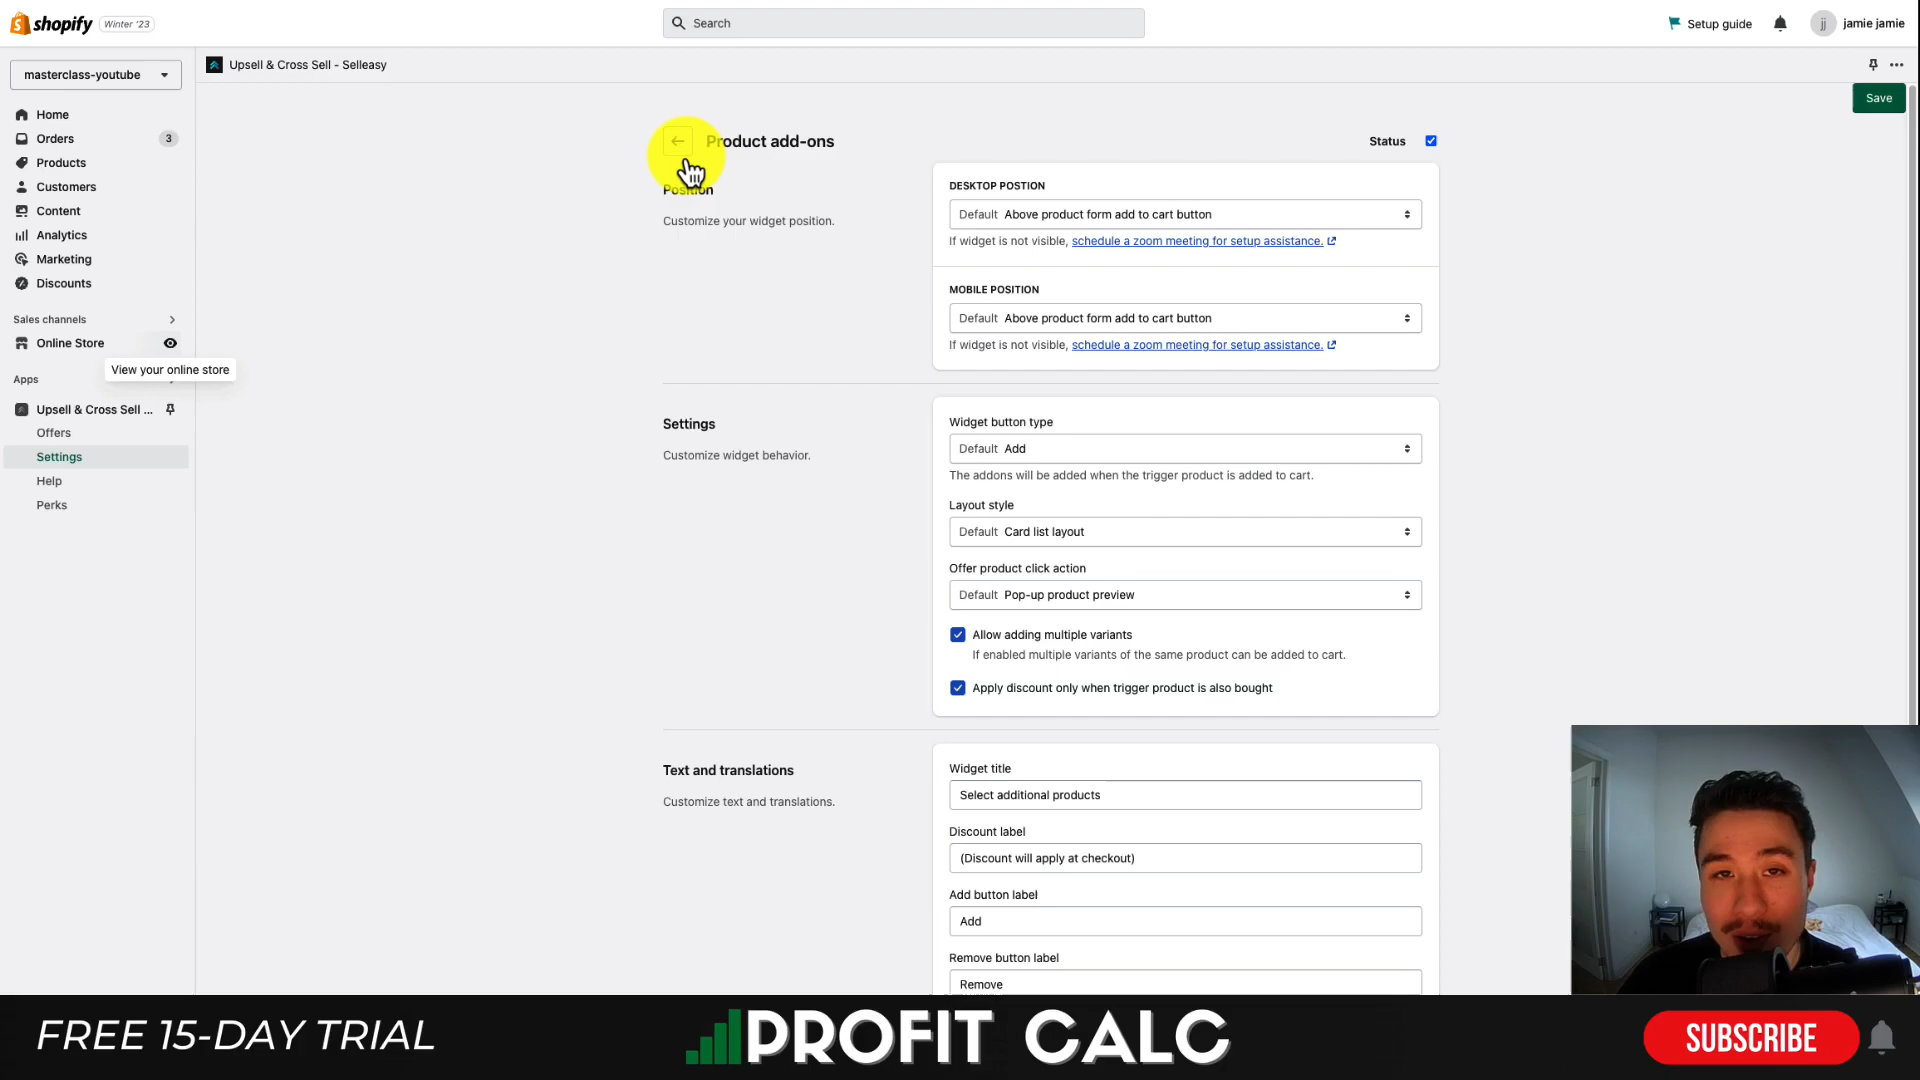 shopify
Winter '23
Search
Setup guide
jj
jamie jamie
masterclass-youtube
Upsell & Cross Sell - Selleasy
Save
Home
Orders
3
Products
Customers
Content
Analytics
Marketing
Discounts
Sales channels
Online Store
View your online store
Apps
Upsell & Cross Sell ...
Offers
Settings
Help
Perks
Product add-ons
Status
Position
Customize your widget position.
DESKTOP POSTION
Default Above product form add to cart button
If widget is not visible, schedule a zoom meeting for setup assistance.
MOBILE POSITION
Default Above product form add to cart button
If widget is not visible, schedule a zoom meeting for setup assistance.
Settings
Customize widget behavior.
Widget button type
Default Add
The addons will be added when the trigger product is added to cart.
Layout style
Default Card list layout
Offer product click action
Default Pop-up product preview
Allow adding multiple variants
If enabled multiple variants of the same product can be added to cart.
Apply discount only when trigger product is also bought
Text and translations
Customize text and translations.
Widget title
Select additional products
Discount label
(Discount will apply at checkout)
Add button label
Add
Remove button label
Remove
FREE 15-DAY TRIAL
PROFIT CALC
SUBSCRIBE